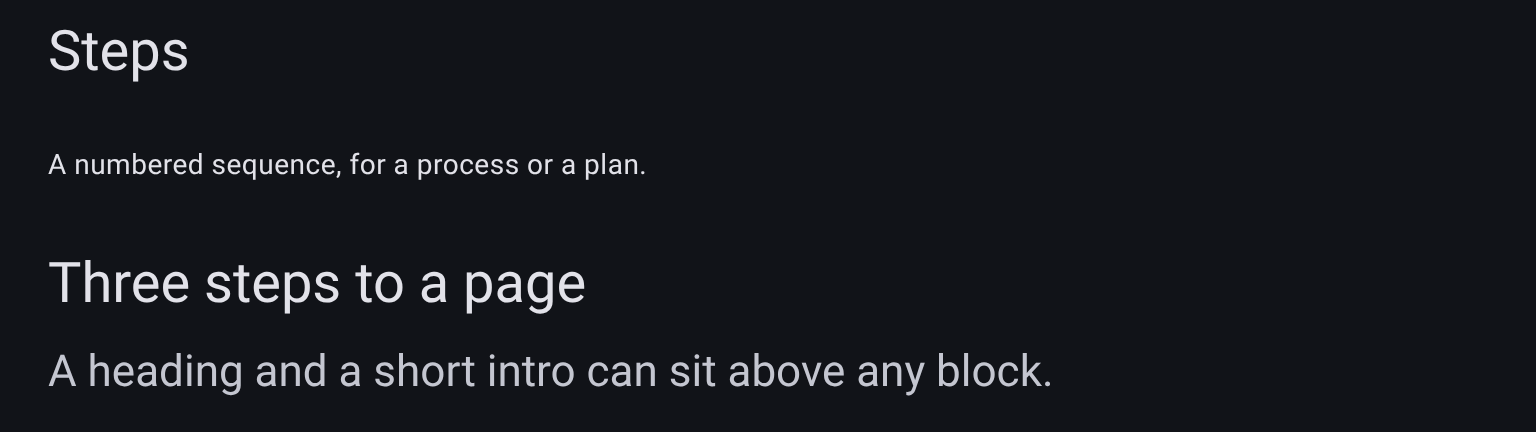 Steps
A numbered sequence, for a process or a plan.
Three steps to a page
A heading and a short intro can sit above any block.